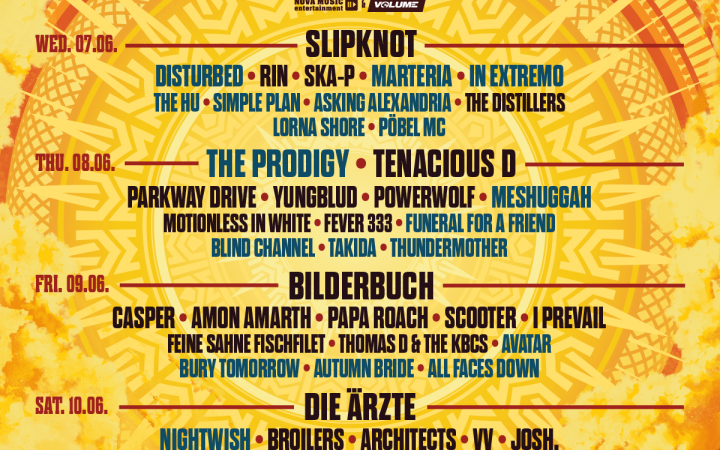 NOVA MUSIC
entertainment & VOLUME
WED. 07.06. SLIPKNOT
DISTURBED • RIN • SKA-P • MARTERIA • IN EXTREMO
THE HU • SIMPLE PLAN • ASKING ALEXANDRIA • THE DISTILLERS
LORNA SHORE • PÖBEL MC
THU. 08.06. THE PRODIGY • TENACIOUS D
PARKWAY DRIVE • YUNGBLUD • POWERWOLF • MESHUGGAH
MOTIONLESS IN WHITE • FEVER 333 • FUNERAL FOR A FRIEND
BLIND CHANNEL • TAKIDA • THUNDERMOTHER
FRI. 09.06. BILDERBUCH
CASPER • AMON AMARTH • PAPA ROACH • SCOOTER • I PREVAIL
FEINE SAHNE FISCHFILET • THOMAS D & THE KBCS • AVATAR
BURY TOMORROW • AUTUMN BRIDE • ALL FACES DOWN
SAT. 10.06. DIE ÄRZTE
NIGHTWISH • BROILERS • ARCHITECTS • VV • JOSH.